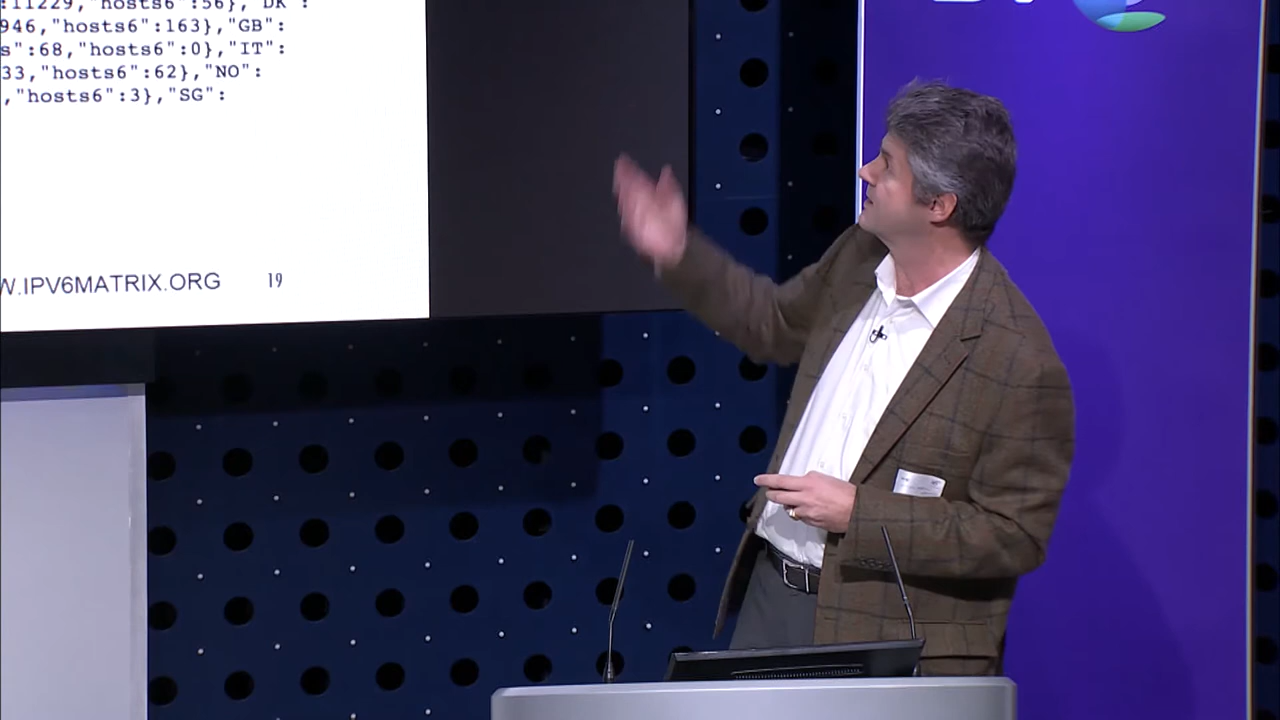 :11229,"hosts6":56},"DK":
946,"hosts6":163},"GB":
s":68,"hosts6":0},"IT":
33,"hosts6":62},"NO":
,"hosts6":3},"SG":
W.IPV6MATRIX.ORG 19